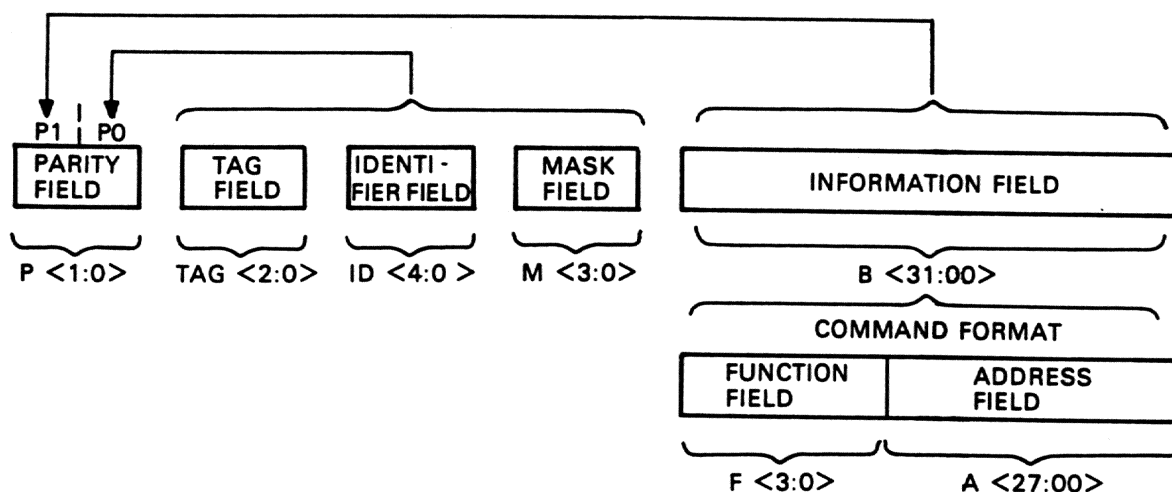 P1 P0
PARITY FIELD
TAG FIELD
IDENTI - FIER FIELD
MASK FIELD
INFORMATION FIELD
P <1:0>
TAG <2:0>
ID <4:0 >
M <3:0>
B <31:00>
COMMAND FORMAT
FUNCTION FIELD
ADDRESS FIELD
F <3:0>
A <27:00>